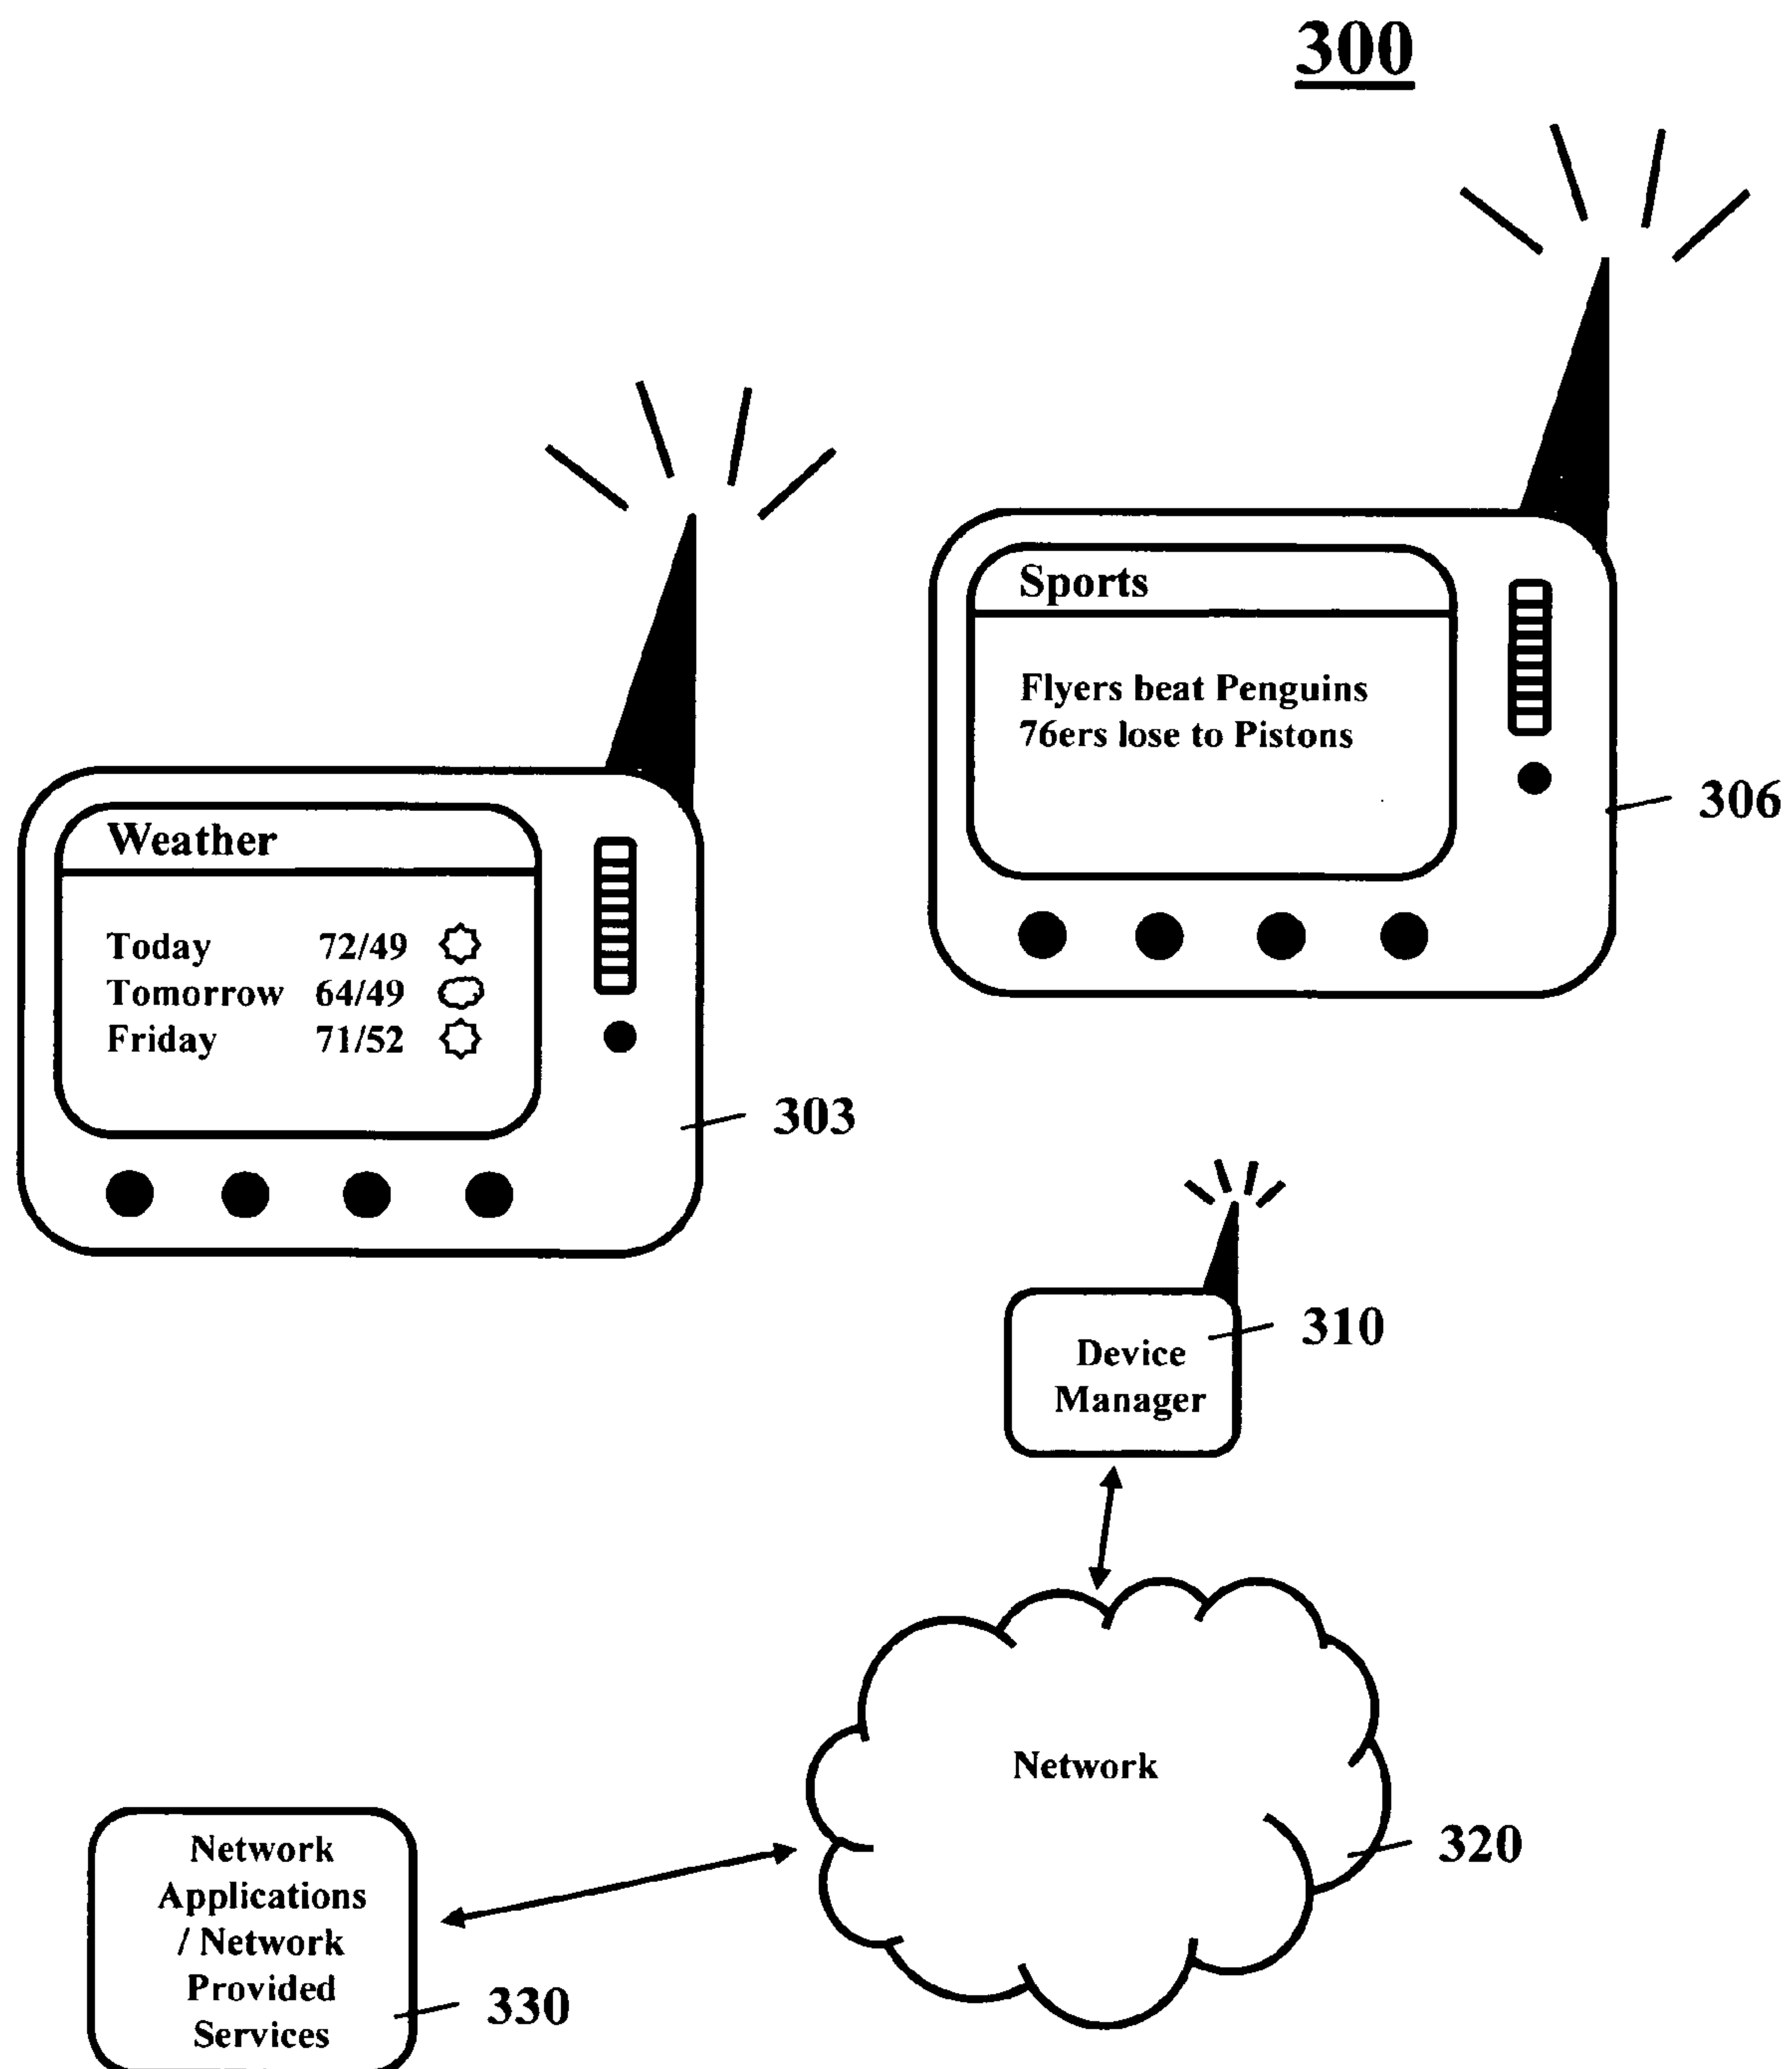 300
Sports
Flyers beat Penguins
76ers lose to Pistons
306
Weather
Today 72/49
Tomorrow 64/49
Friday 71/52
303
310
Device
Manager
Network
320
Network
Applications
/ Network
Provided
Services
330